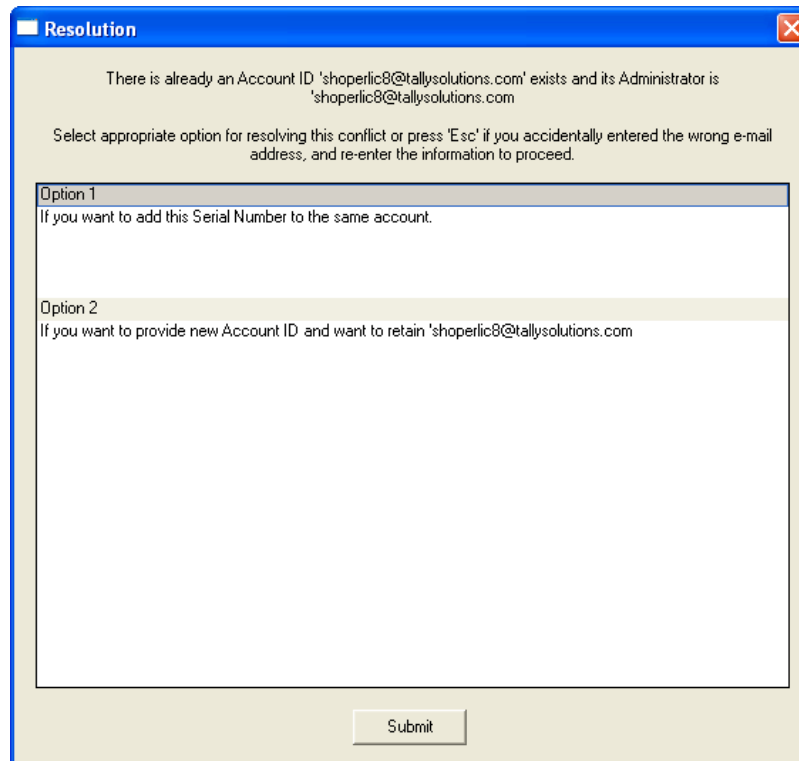 Resolution
There is already an Account ID 'shoperlic8@tallysolutions.com' exists and its Administrator is
'shoperlic8@tallysolutions.com
Select appropriate option for resolving this conflict or press 'Esc' if you accidentally entered the wrong e-mail
address, and re-enter the information to proceed.
Option 1
If you want to add this Serial Number to the same account.
Option 2
If you want to provide new Account ID and want to retain 'shoperlic8@tallysolutions.com
Submit